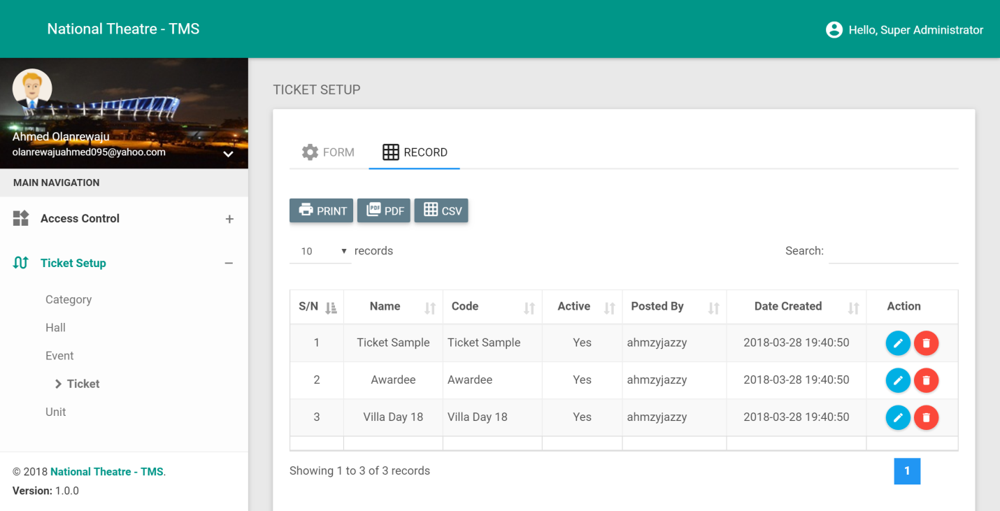 National Theatre - TMS
Hello, Super Administrator
Ahmed Olanrewaju
olanrewajuahmed095@yahoo.com
MAIN NAVIGATION
Access Control +
Ticket Setup −
Category
Hall
Event
Ticket
Unit
© 2018 National Theatre - TMS.
Version: 1.0.0
TICKET SETUP
FORM RECORD
PRINT PDF PDF CSV
10 records Search:
S/N Name Code Active Posted By Date Created Action
1 Ticket Sample Ticket Sample Yes ahmzyjazzy 2018-03-28 19:40:50
2 Awardee Awardee Yes ahmzyjazzy 2018-03-28 19:40:50
3 Villa Day 18 Villa Day 18 Yes ahmzyjazzy 2018-03-28 19:40:50
Showing 1 to 3 of 3 records 1